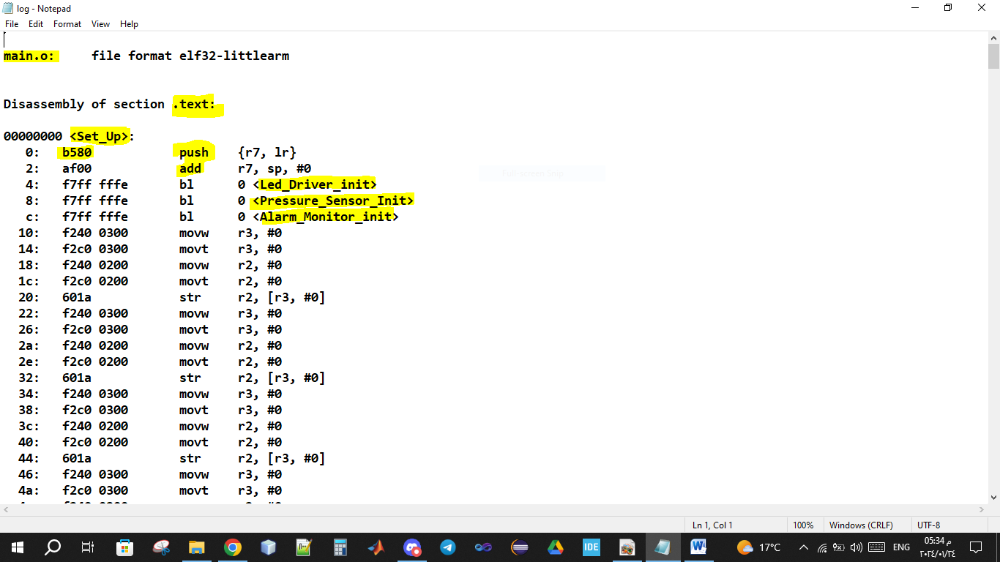 log - Notepad
File Edit Format View Help
main.o:     file format elf32-littlearm
Disassembly of section .text:
00000000 <Set_Up>:
   0:   b580        push    {r7, lr}
   2:   af00        add     r7, sp, #0
   4:   f7ff fffe   bl      0 <Led_Driver_init>
   8:   f7ff fffe   bl      0 <Pressure_Sensor_Init>
   c:   f7ff fffe   bl      0 <Alarm_Monitor_init>
  10:   f240 0300   movw    r3, #0
  14:   f2c0 0300   movt    r3, #0
  18:   f240 0200   movw    r2, #0
  1c:   f2c0 0200   movt    r2, #0
  20:   601a        str     r2, [r3, #0]
  22:   f240 0300   movw    r3, #0
  26:   f2c0 0300   movt    r3, #0
  2a:   f240 0200   movw    r2, #0
  2e:   f2c0 0200   movt    r2, #0
  32:   601a        str     r2, [r3, #0]
  34:   f240 0300   movw    r3, #0
  38:   f2c0 0300   movt    r3, #0
  3c:   f240 0200   movw    r2, #0
  40:   f2c0 0200   movt    r2, #0
  44:   601a        str     r2, [r3, #0]
  46:   f240 0300   movw    r3, #0
  4a:   f2c0 0300   movt    r3, #0
Full-screen Snip
Ln 1, Col 1 100% Windows (CRLF) UTF-8
IDE 17°C ENG 05:34 م
٢٠٢٤/٠١/٢٤